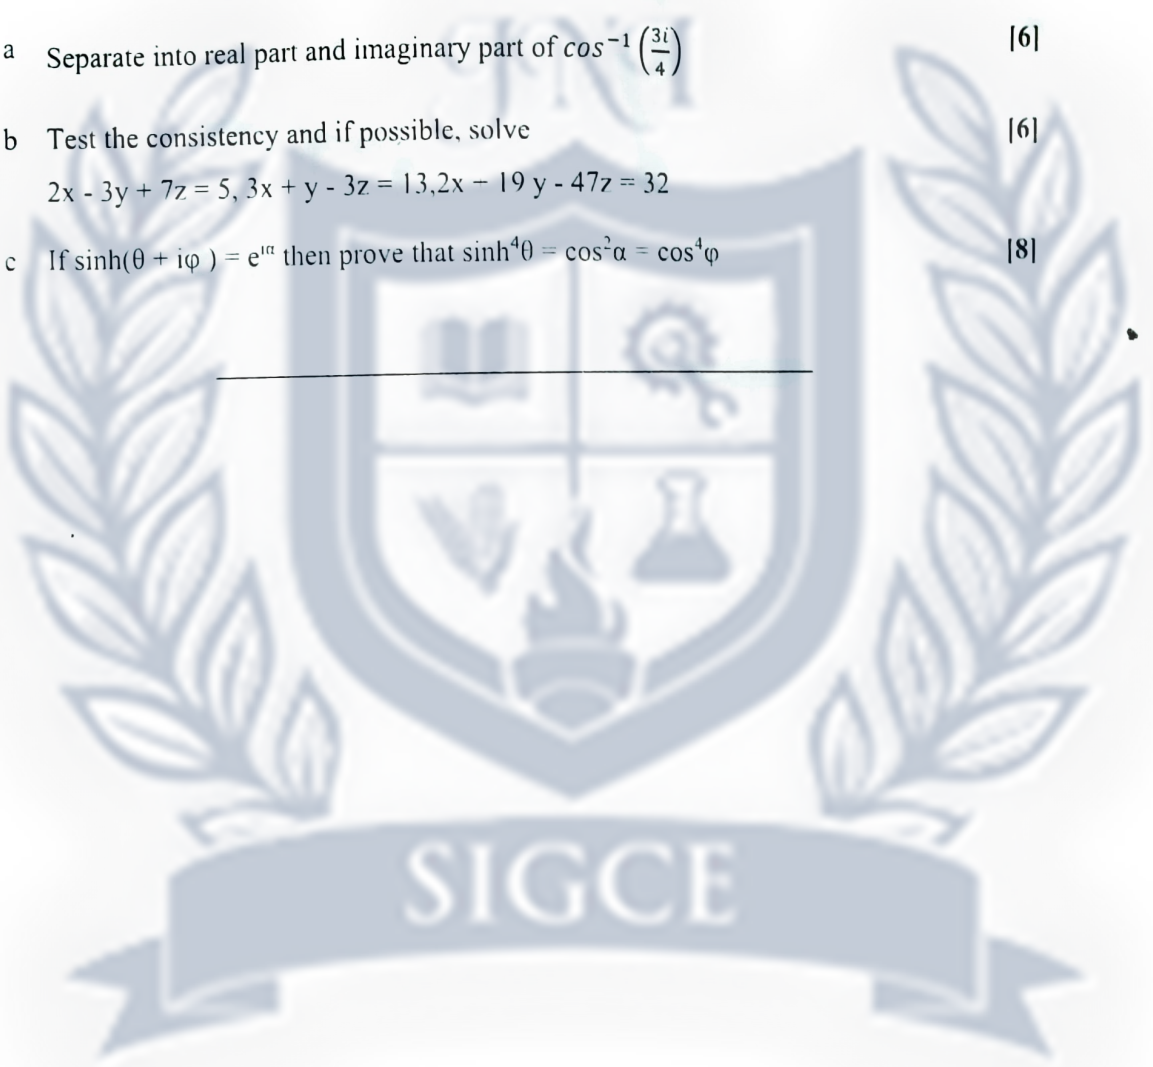 a Separate into real part and imaginary part of cos⁻¹ (3i/4) [6]
b Test the consistency and if possible, solve [6]
2x - 3y + 7z = 5, 3x + y - 3z = 13,2x - 19 y - 47z = 32
c If sinh(θ + iφ ) = e^iα then prove that sinh⁴θ = cos²α = cos⁴φ [8]
SIGCE